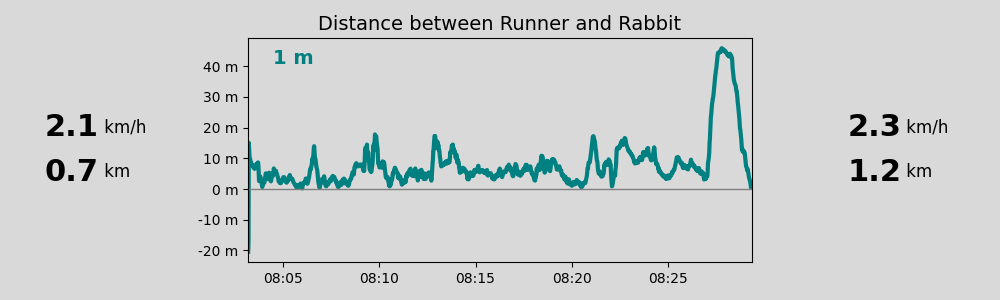 Distance between Runner and Rabbit
1 m
40 m
30 m
20 m
10 m
0 m
-10 m
-20 m
08:05 08:10 08:15 08:20 08:25
2.1 km/h
0.7 km
2.3 km/h
1.2 km